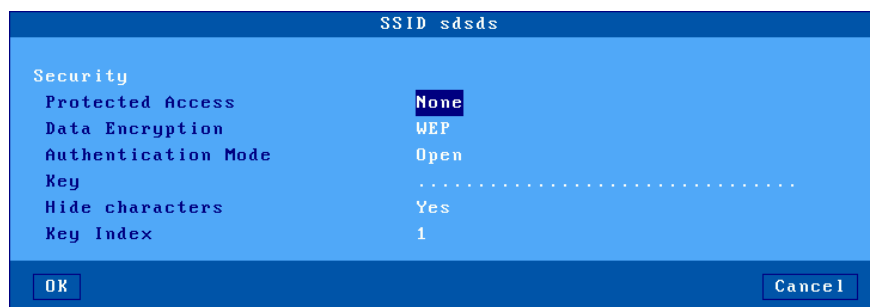 SSID sdsds
Security
Protected Access None
Data Encryption WEP
Authentication Mode Open
Key ................................
Hide characters Yes
Key Index 1
OK Cancel